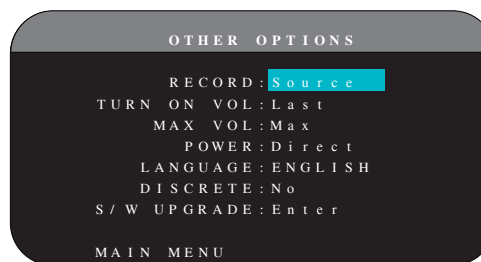 OTHER OPTIONS
RECORD:Source
TURN ON VOL:Last
MAX VOL:Max
POWER:Direct
LANGUAGE:ENGLISH
DISCRETE:No
S/W UPGRADE:Enter
MAIN MENU